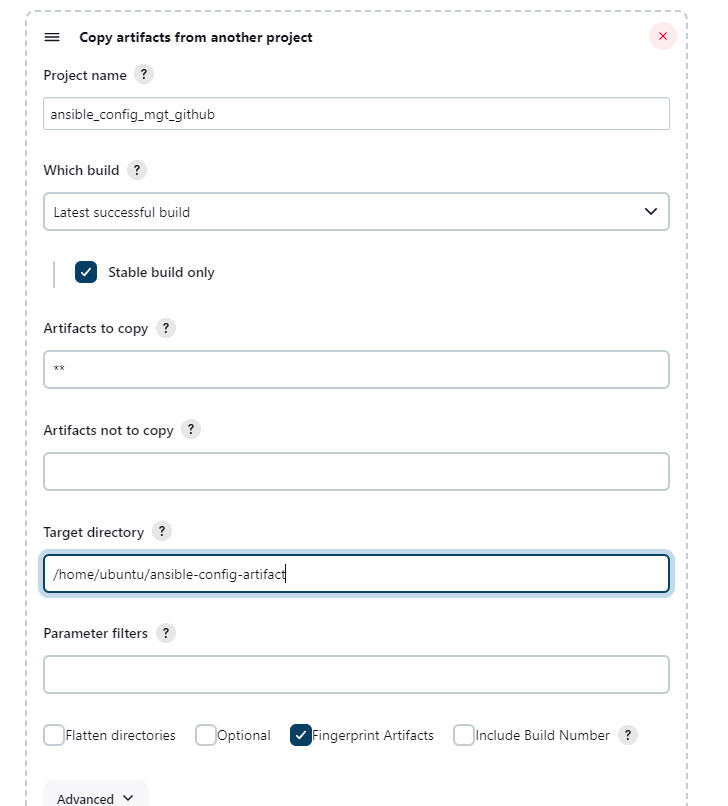 Copy artifacts from another project
Project name ?
ansible_config_mgt_github
Which build ?
Latest successful build
Stable build only
Artifacts to copy ?
**
Artifacts not to copy ?
Target directory ?
/home/ubuntu/ansible-config-artifact
Parameter filters ?
Flatten directories Optional Fingerprint Artifacts Include Build Number ?
Advanced